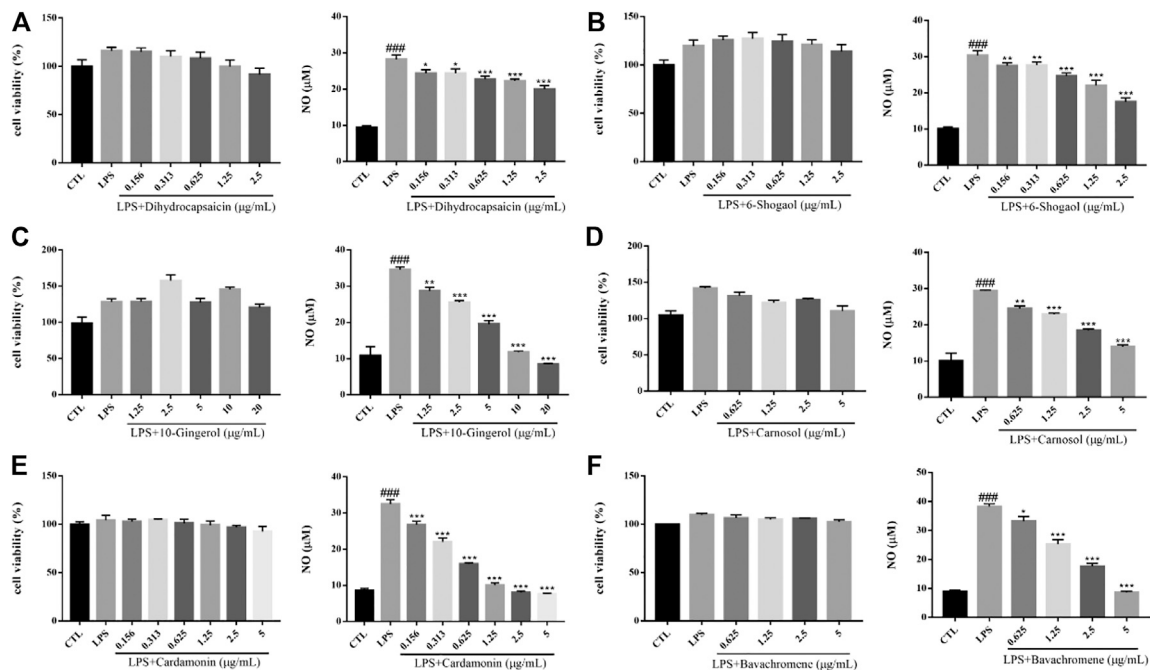 A
cell viability (%)
150
100
50
0
CTL
LPS
0.156
0.313
0.625
1.25
2.5
LPS+Dihydrocapsaicin (μg/mL)
NO (μM)
40
30
20
10
0
###
*
*
***
***
***
CTL
LPS
0.156
0.313
0.625
1.25
2.5
LPS+Dihydrocapsaicin (μg/mL)
B
cell viability (%)
150
100
50
0
CTL
LPS
0.156
0.313
0.625
1.25
2.5
LPS+6-Shogaol (μg/mL)
NO (μM)
40
30
20
10
0
###
**
**
***
***
***
CTL
LPS
0.156
0.313
0.625
1.25
2.5
LPS+6-Shogaol (μg/mL)
C
cell viability (%)
200
150
100
50
0
CTL
LPS
1.25
2.5
5
10
20
LPS+10-Gingerol (μg/mL)
NO (μM)
40
30
20
10
0
###
**
***
***
***
***
CTL
LPS
1.25
2.5
5
10
20
LPS+10-Gingerol (μg/mL)
D
cell viability (%)
200
150
100
50
0
CTL
LPS
0.625
1.25
2.5
5
LPS+Carnosol (μg/mL)
NO (μM)
40
30
20
10
0
###
**
***
***
***
CTL
LPS
0.625
1.25
2.5
5
LPS+Carnosol (μg/mL)
E
cell viability (%)
150
100
50
0
CTL
LPS
0.156
0.313
0.625
1.25
2.5
5
LPS+Cardamonin (μg/mL)
NO (μM)
40
30
20
10
0
###
***
***
***
***
***
***
CTL
LPS
0.156
0.313
0.625
1.25
2.5
5
LPS+Cardamonin (μg/mL)
F
cell viability (%)
150
100
50
0
CTL
LPS
0.625
1.25
2.5
5
LPS+Bavachromene (μg/mL)
NO (μM)
50
40
30
20
10
0
###
*
***
***
***
CTL
LPS
0.625
1.25
2.5
5
LPS+Bavachromene (μg/mL)